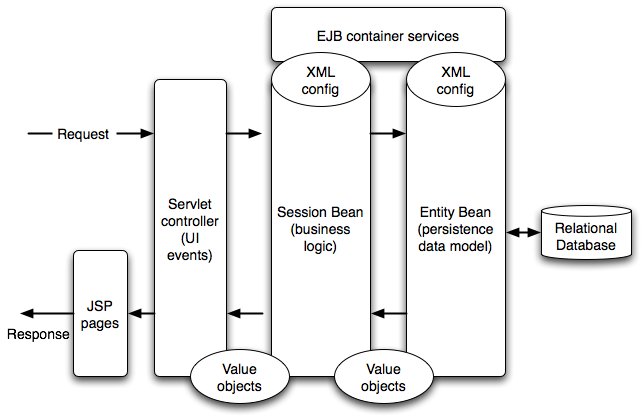 EJB container services
XML
config
XML
config
Request
Servlet
controller
(UI
events)
Session Bean
(business
logic)
Entity Bean
(persistence
data model)
Relational
Database
JSP
pages
Response
Value
objects
Value
objects